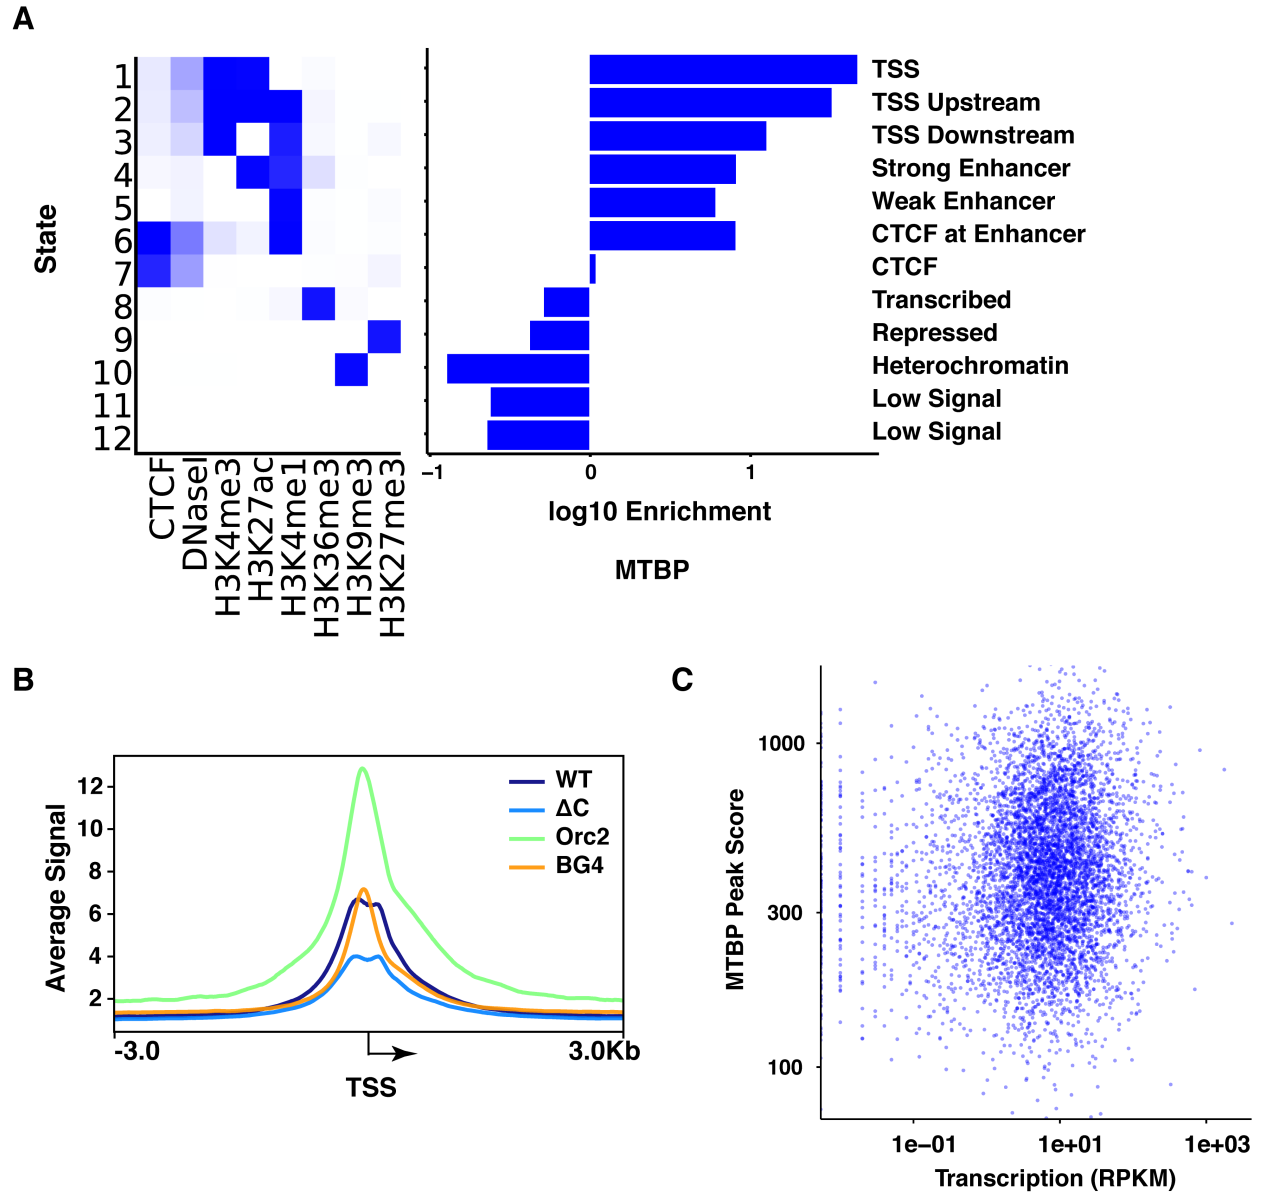 A
State
1
2
3
4
5
6
7
8
9
10
11
12
CTCF
DNaseI
H3K4me3
H3K27ac
H3K4me1
H3K36me3
H3K9me3
H3K27me3
TSS
TSS Upstream
TSS Downstream
Strong Enhancer
Weak Enhancer
CTCF at Enhancer
CTCF
Transcribed
Repressed
Heterochromatin
Low Signal
Low Signal
−1 0 1
log10 Enrichment
MTBP
B
Average Signal
12
10
8
6
4
2
WT
ΔC
Orc2
BG4
-3.0 3.0Kb
TSS
C
MTBP Peak Score
1000
300
100
1e−01 1e+01 1e+03
Transcription (RPKM)